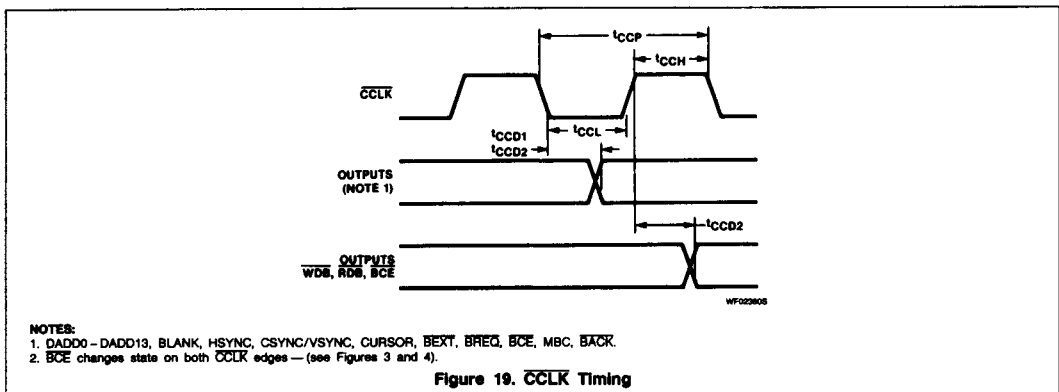 tCCP
tCCH
CCLK
tCCD1
tCCL
tCCD2
OUTPUTS
(NOTE 1)
tCCD2
OUTPUTS
WDB, RDB, BCE
WF02360S
NOTES:
1. DADD0 – DADD13, BLANK, HSYNC, CSYNC/VSYNC, CURSOR, BEXT, BREQ, BCE, MBC, BACK.
2. BCE changes state on both CCLK edges — (see Figures 3 and 4).
Figure 19. CCLK Timing